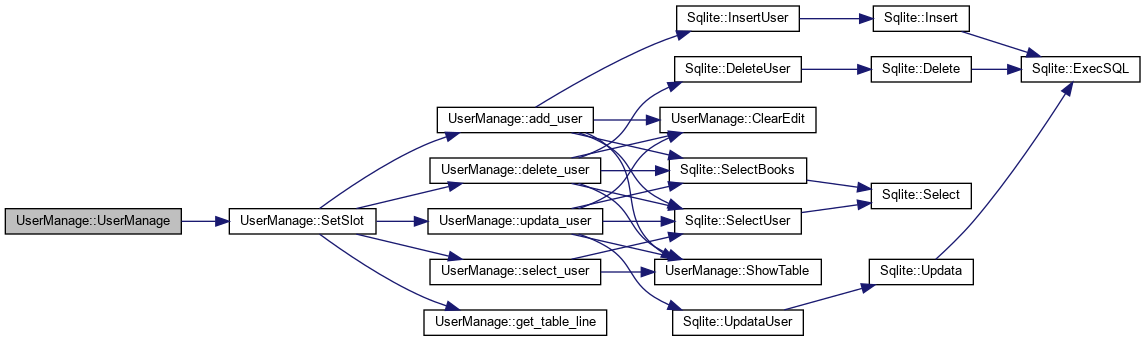 UserManage::UserManage
UserManage::SetSlot
UserManage::add_user
UserManage::delete_user
UserManage::updata_user
UserManage::select_user
UserManage::get_table_line
Sqlite::InsertUser
Sqlite::DeleteUser
UserManage::ClearEdit
Sqlite::SelectBooks
Sqlite::SelectUser
UserManage::ShowTable
Sqlite::UpdataUser
Sqlite::Insert
Sqlite::Delete
Sqlite::Select
Sqlite::Updata
Sqlite::ExecSQL